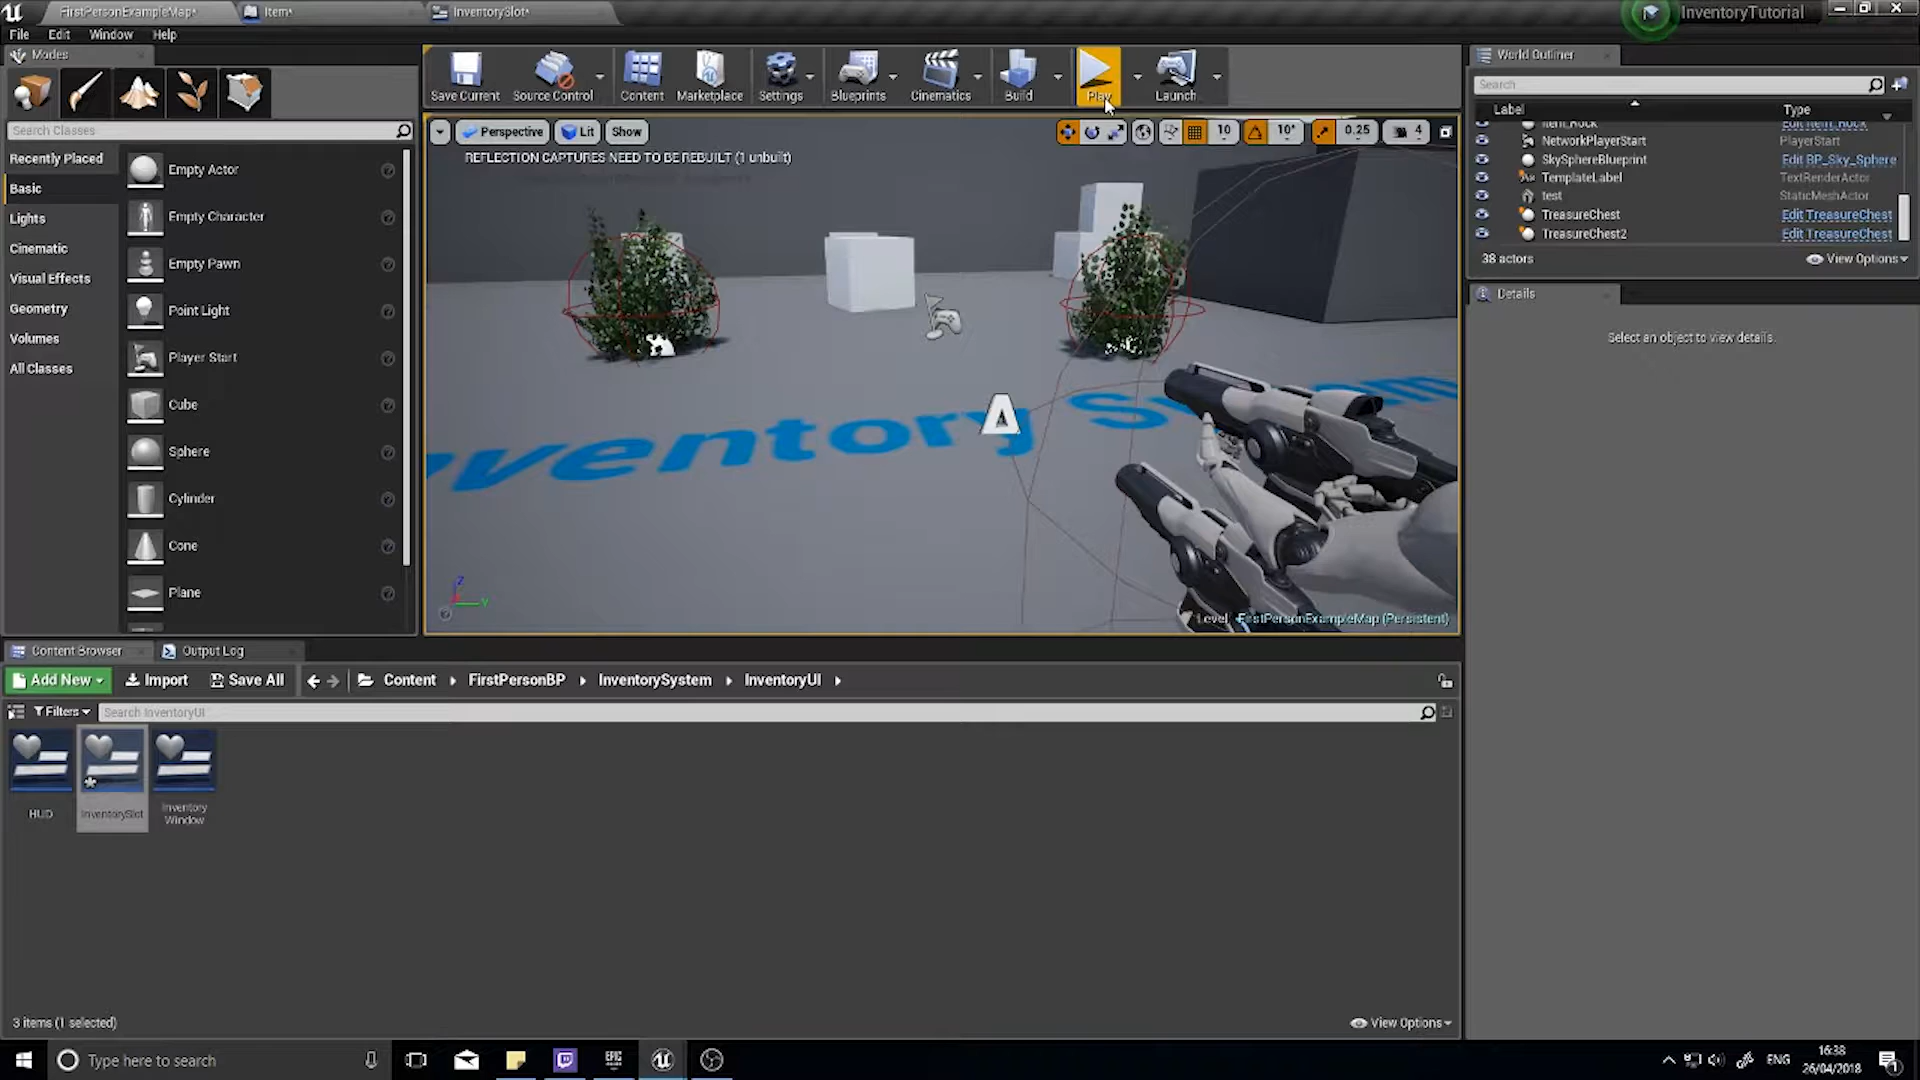 FirstPersonExampleMap*
Item*
InventorySlot*
InventoryTutorial
File Edit Window Help
Modes
Search Classes
Recently Placed
Basic
Lights
Cinematic
Visual Effects
Geometry
Volumes
All Classes
Empty Actor
Empty Character
Empty Pawn
Point Light
Player Start
Cube
Sphere
Cylinder
Cone
Plane
Save Current
Source Control
Content
Marketplace
Settings
Blueprints
Cinematics
Build
Play
Launch
Perspective
Lit
Show
10
10°
0.25
4
REFLECTION CAPTURES NEED TO BE REBUILT (1 unbuilt)
Level: FirstPersonExampleMap (Persistent)
World Outliner
Search
Label
Type
Item_Rock Edit Item_Rock
NetworkPlayerStart PlayerStart
SkySphereBlueprint Edit BP_Sky_Sphere
TemplateLabel TextRenderActor
test StaticMeshActor
TreasureChest Edit TreasureChest
TreasureChest2 Edit TreasureChest
38 actors
View Options
Details
Select an object to view details.
Content Browser
Output Log
Add New
Import
Save All
Content
FirstPersonBP
InventorySystem
InventoryUI
Filters
Search InventoryUI
HUD
InventorySlot
Inventory
Window
3 items (1 selected)
View Options
Type here to search
EPIC
ENG
16:38
26/04/2018
1